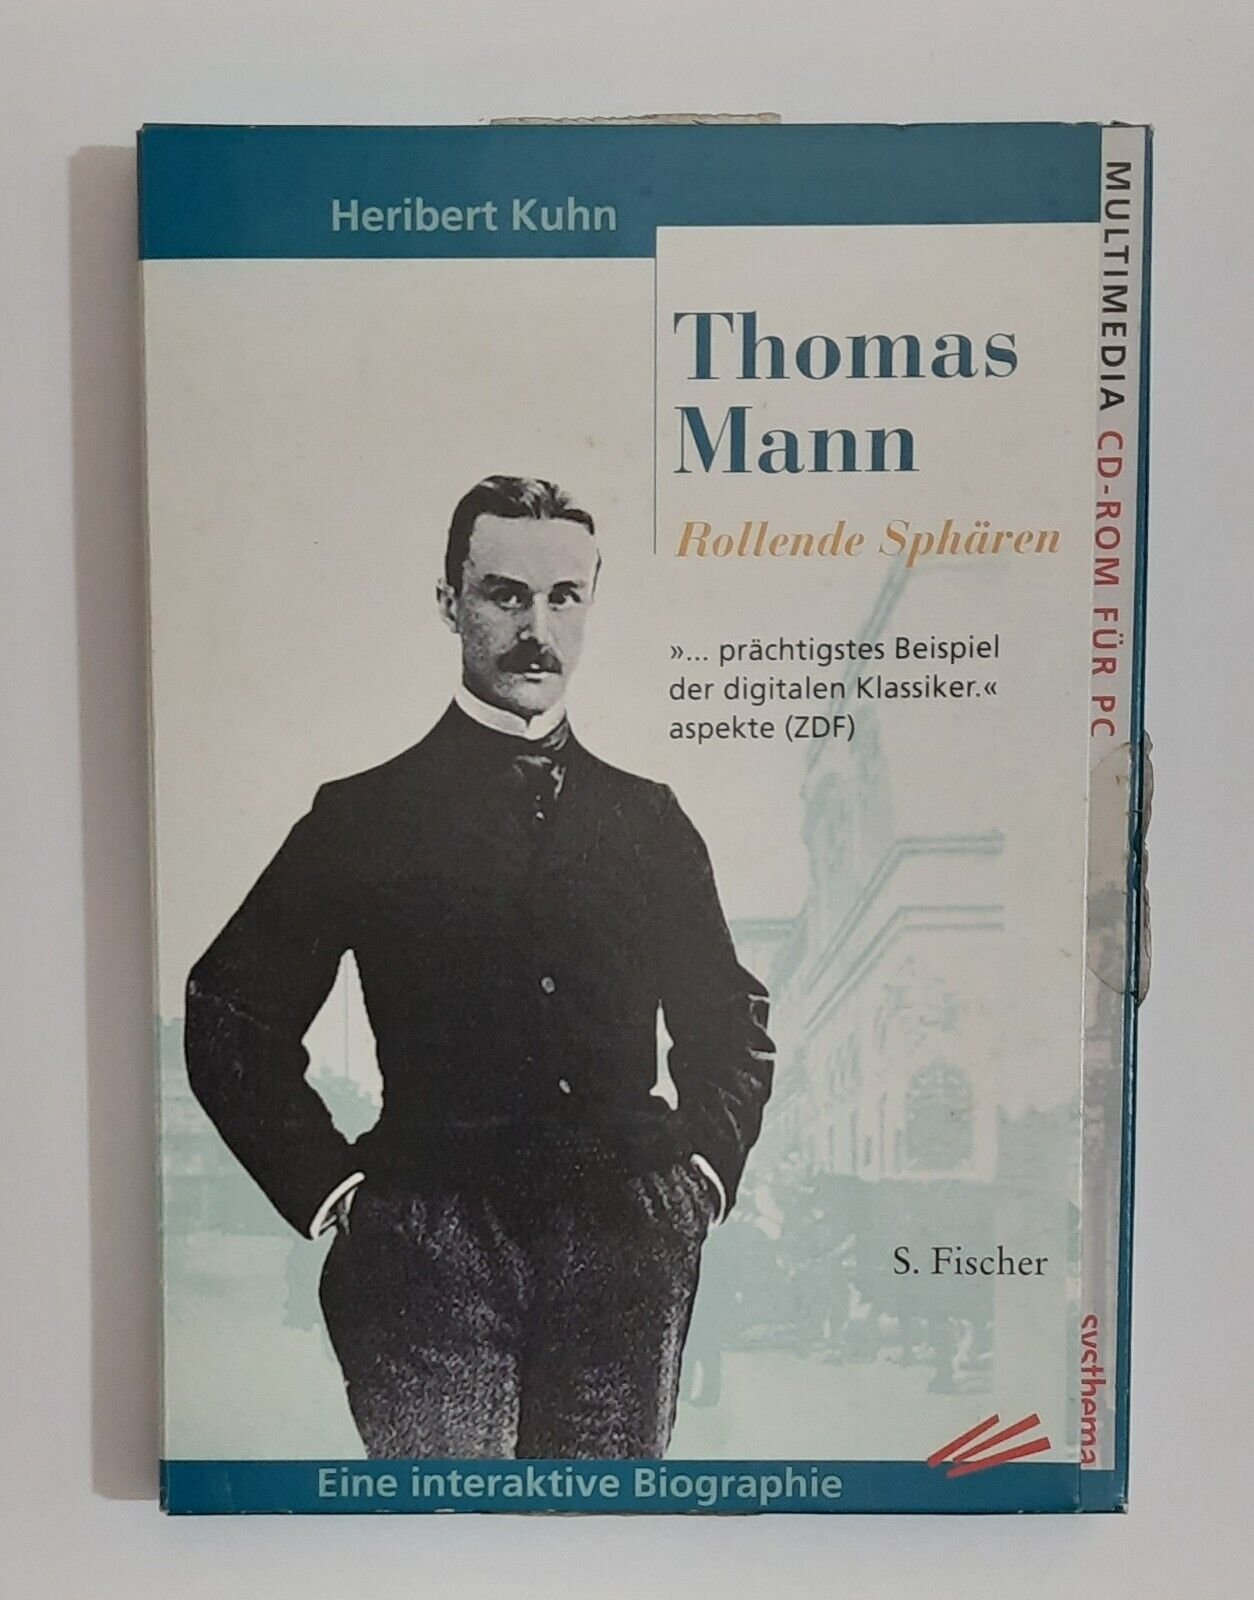 Heribert Kuhn
Thomas
Mann
Rollende Sphären
»... prächtigstes Beispiel
der digitalen Klassiker.«
aspekte (ZDF)
S. Fischer
Eine interaktive Biographie
MULTIMEDIA CD-ROM FÜR PC
systhema